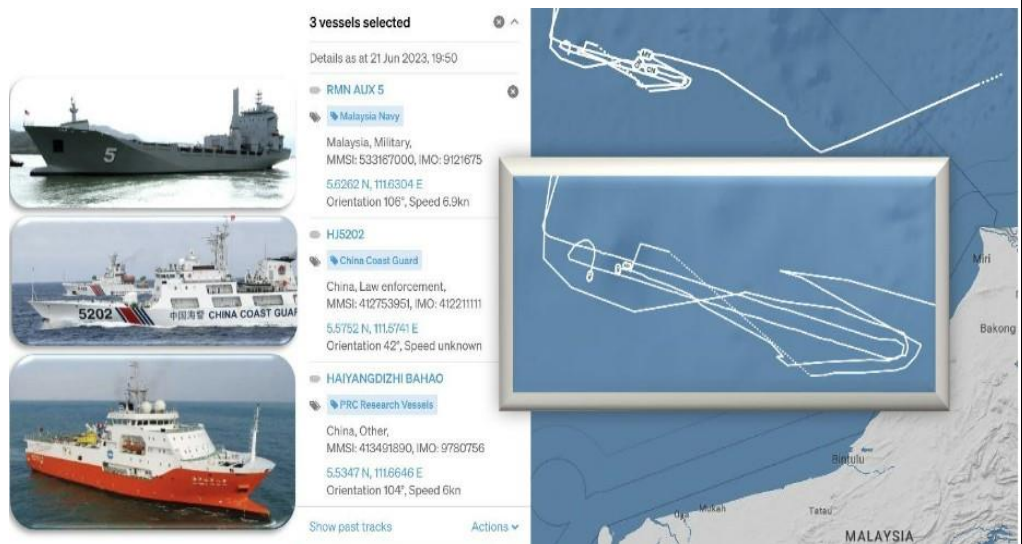 3 vessels selected
Details as at 21 Jun 2023, 19:50
RMN AUX 5
Malaysia Navy
Malaysia, Military,
MMSI: 533167000, IMO: 9121675
5.6262 N, 111.6304 E
Orientation 106°, Speed 6.9kn
HJ5202
China Coast Guard
China, Law enforcement,
MMSI: 412753951, IMO: 412211111
5.5752 N, 111.5741 E
Orientation 42°, Speed unknown
HAIYANGDIZHI BAHAO
PRC Research Vessels
China, Other,
MMSI: 413491890, IMO: 9780756
5.5347 N, 111.6646 E
Orientation 104°, Speed 6kn
Show past tracks
Actions
5
5202
中国海警 CHINA COAST GUAR
MY
CN
Miri
Bakong
Bintulu
Oya
Mukah
Tatau
MALAYSIA